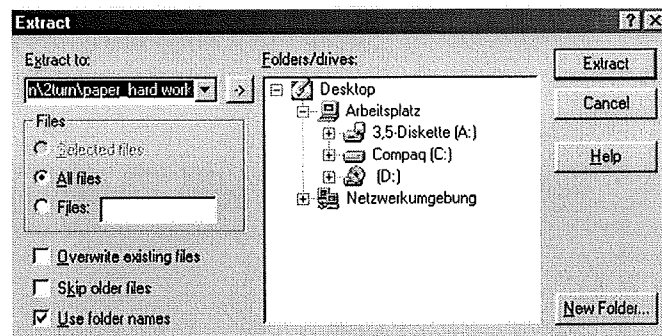 Extract
Extract to:
n\2turn\paper_hard work
->
Files
Selected files
All files
Files:
Overwrite existing files
Skip older files
Use folder names
Folders/drives:
Desktop
Arbeitsplatz
3,5-Diskette (A:)
Compaq (C:)
(D:)
Netzwerkumgebung
Extract
Cancel
Help
New Folder...